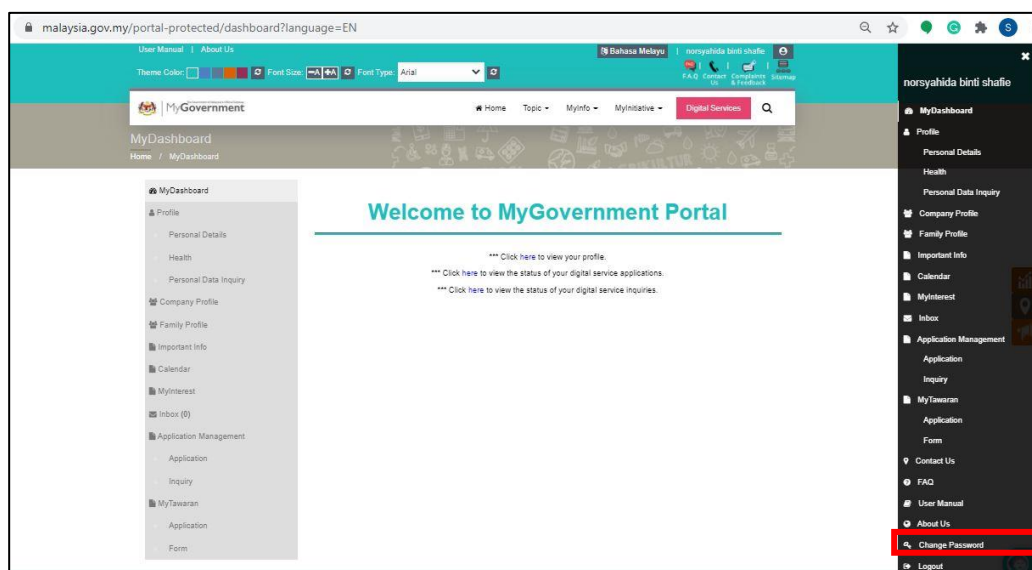 malaysia.gov.my/portal-protected/dashboard?language=EN
S
User Manual | About Us
Bahasa Melayu | norsyahida binti shafie
Theme Color: Font Size: -A +A Font Type: Arial
F.A.Q Contact Us Complaints & Feedback Sitemap
MyGovernment
Home Topic MyInfo MyInitiative Digital Services
MyDashboard
Home / MyDashboard
MyDashboard
Profile
Personal Details
Health
Personal Data Inquiry
Company Profile
Family Profile
Important Info
Calendar
MyInterest
Inbox (0)
Application Management
Application
Inquiry
MyTawaran
Application
Form
Welcome to MyGovernment Portal
*** Click here to view your profile.
*** Click here to view the status of your digital service applications.
*** Click here to view the status of your digital service inquiries.
norsyahida binti shafie
MyDashboard
Profile
Personal Details
Health
Personal Data Inquiry
Company Profile
Family Profile
Important Info
Calendar
MyInterest
Inbox
Application Management
Application
Inquiry
MyTawaran
Application
Form
Contact Us
FAQ
User Manual
About Us
Change Password
Logout